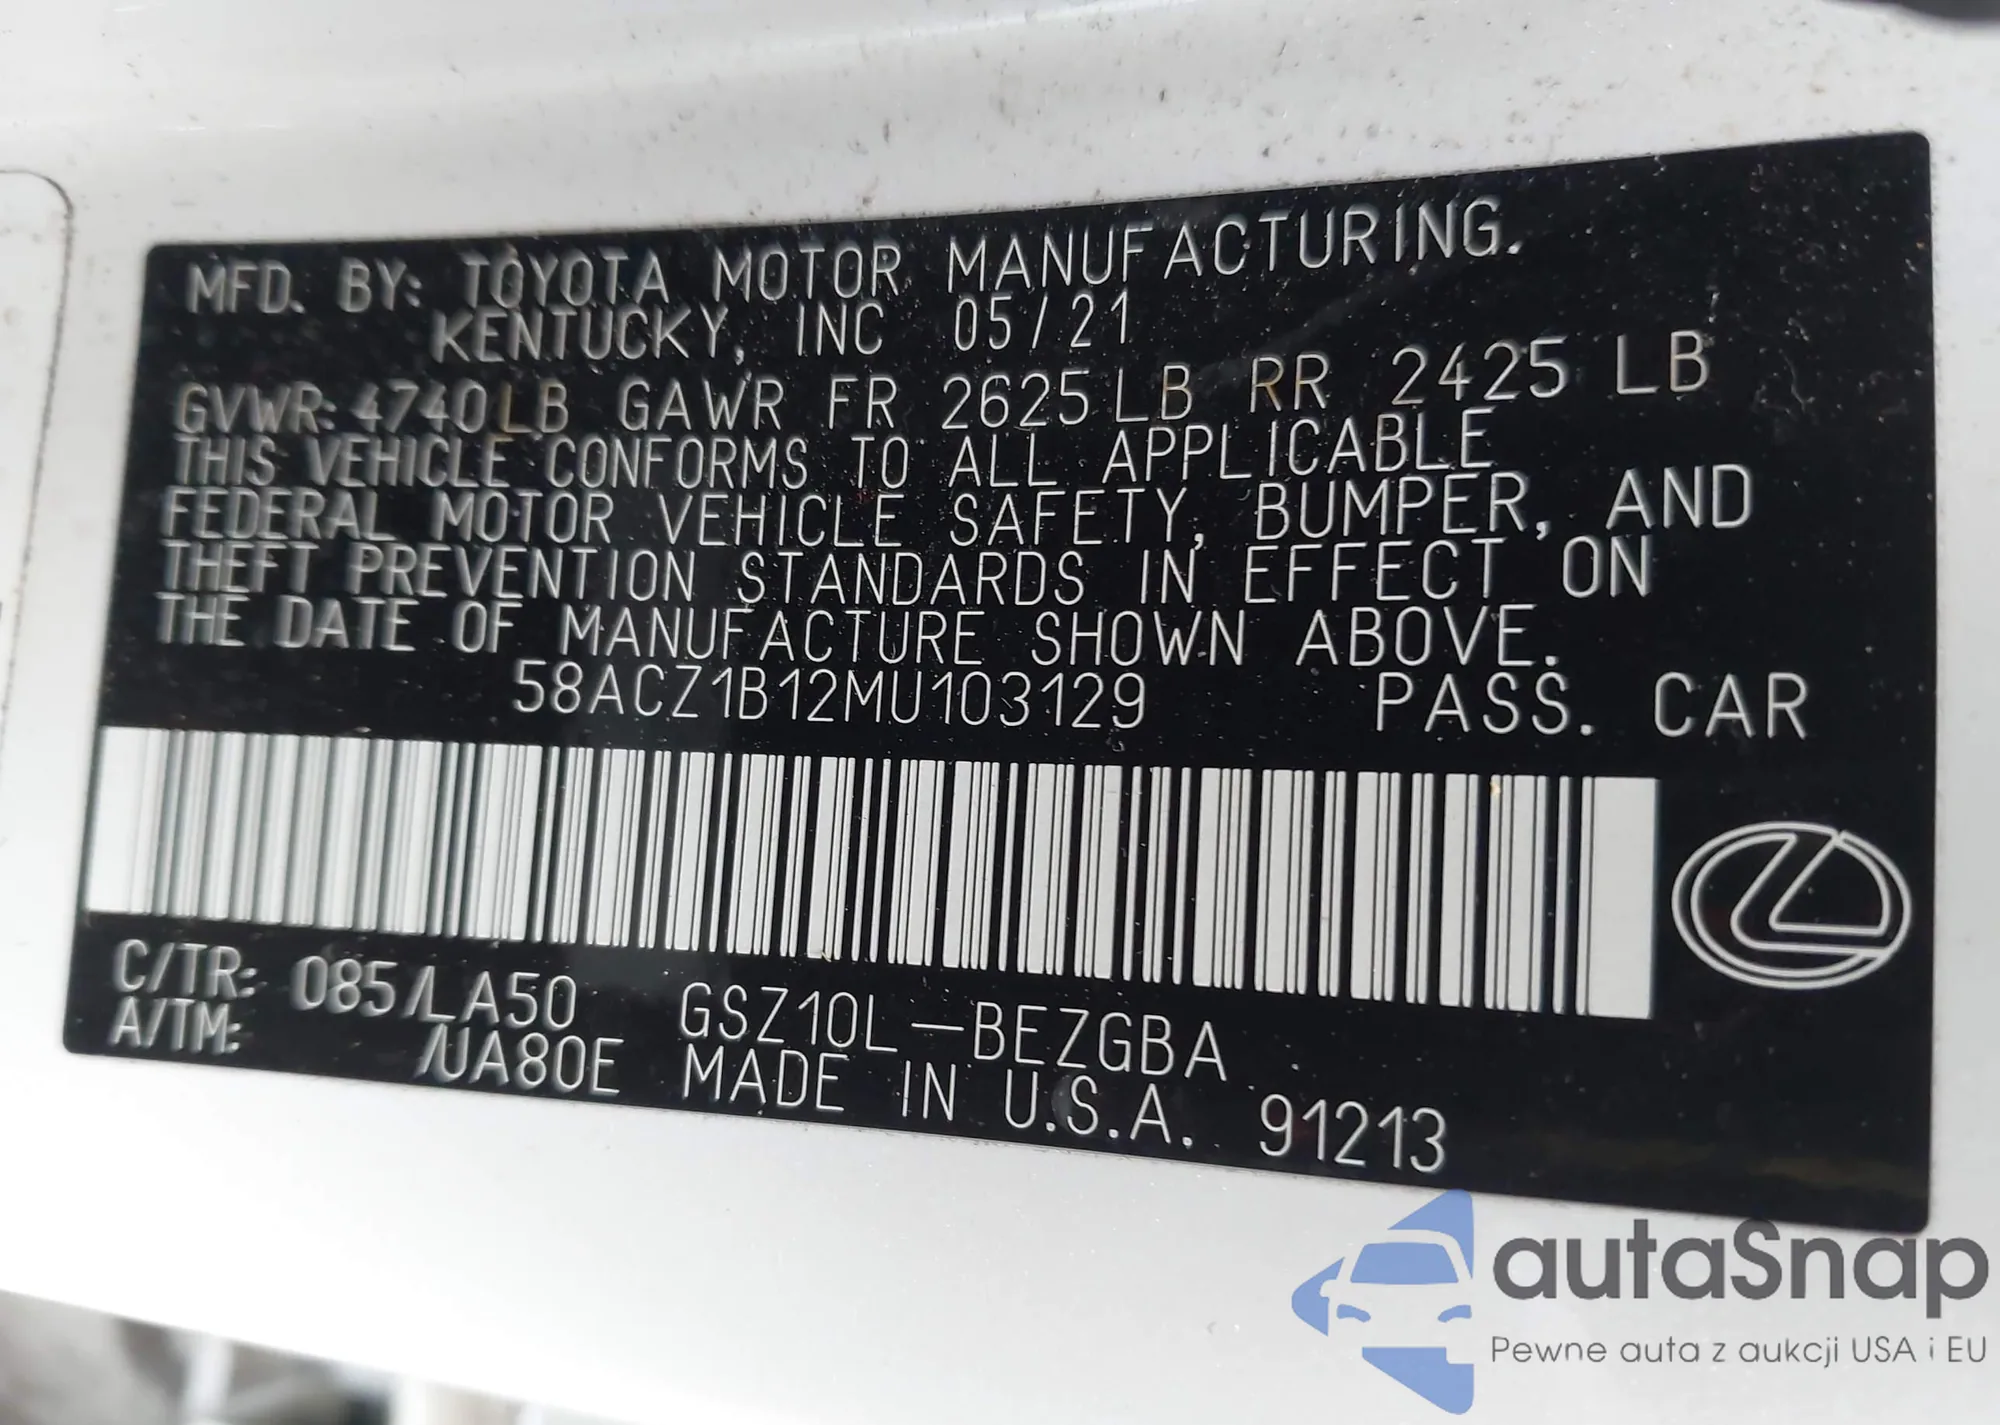 MFD. BY: TOYOTA MOTOR MANUFACTURING.
KENTUCKY, INC 05/21
GVWR: 4740LB GAWR FR 2625LB RR 2425 LB
THIS VEHICLE CONFORMS TO ALL APPLICABLE
FEDERAL MOTOR VEHICLE SAFETY, BUMPER, AND
THEFT PREVENTION STANDARDS IN EFFECT ON
THE DATE OF MANUFACTURE SHOWN ABOVE.
58ACZ1B12MU103129 PASS. CAR
C/TR: 085/LA50 GSZ10L-BEZGBA
A/TM: /UA80E MADE IN U.S.A. 91213
autaSnap
Pewne auta z aukcji USA i EU